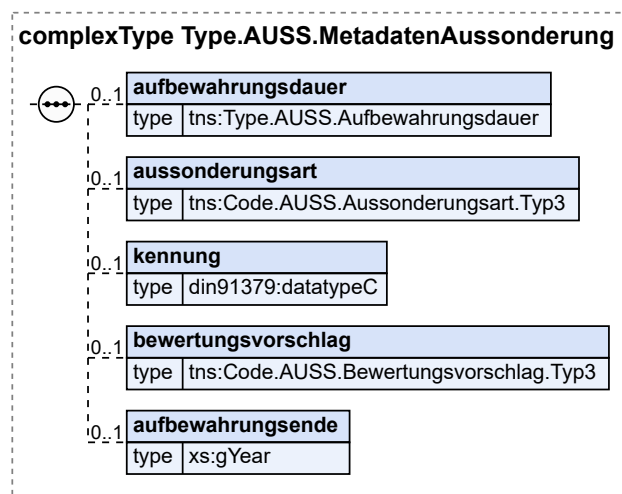 complexType Type.AUSS.MetadatenAussonderung
0..1 aufbewahrungsdauer
type tns:Type.AUSS.Aufbewahrungsdauer
0..1 aussonderungsart
type tns:Code.AUSS.Aussonderungsart.Typ3
0..1 kennung
type din91379:datatypeC
0..1 bewertungsvorschlag
type tns:Code.AUSS.Bewertungsvorschlag.Typ3
0..1 aufbewahrungsende
type xs:gYear